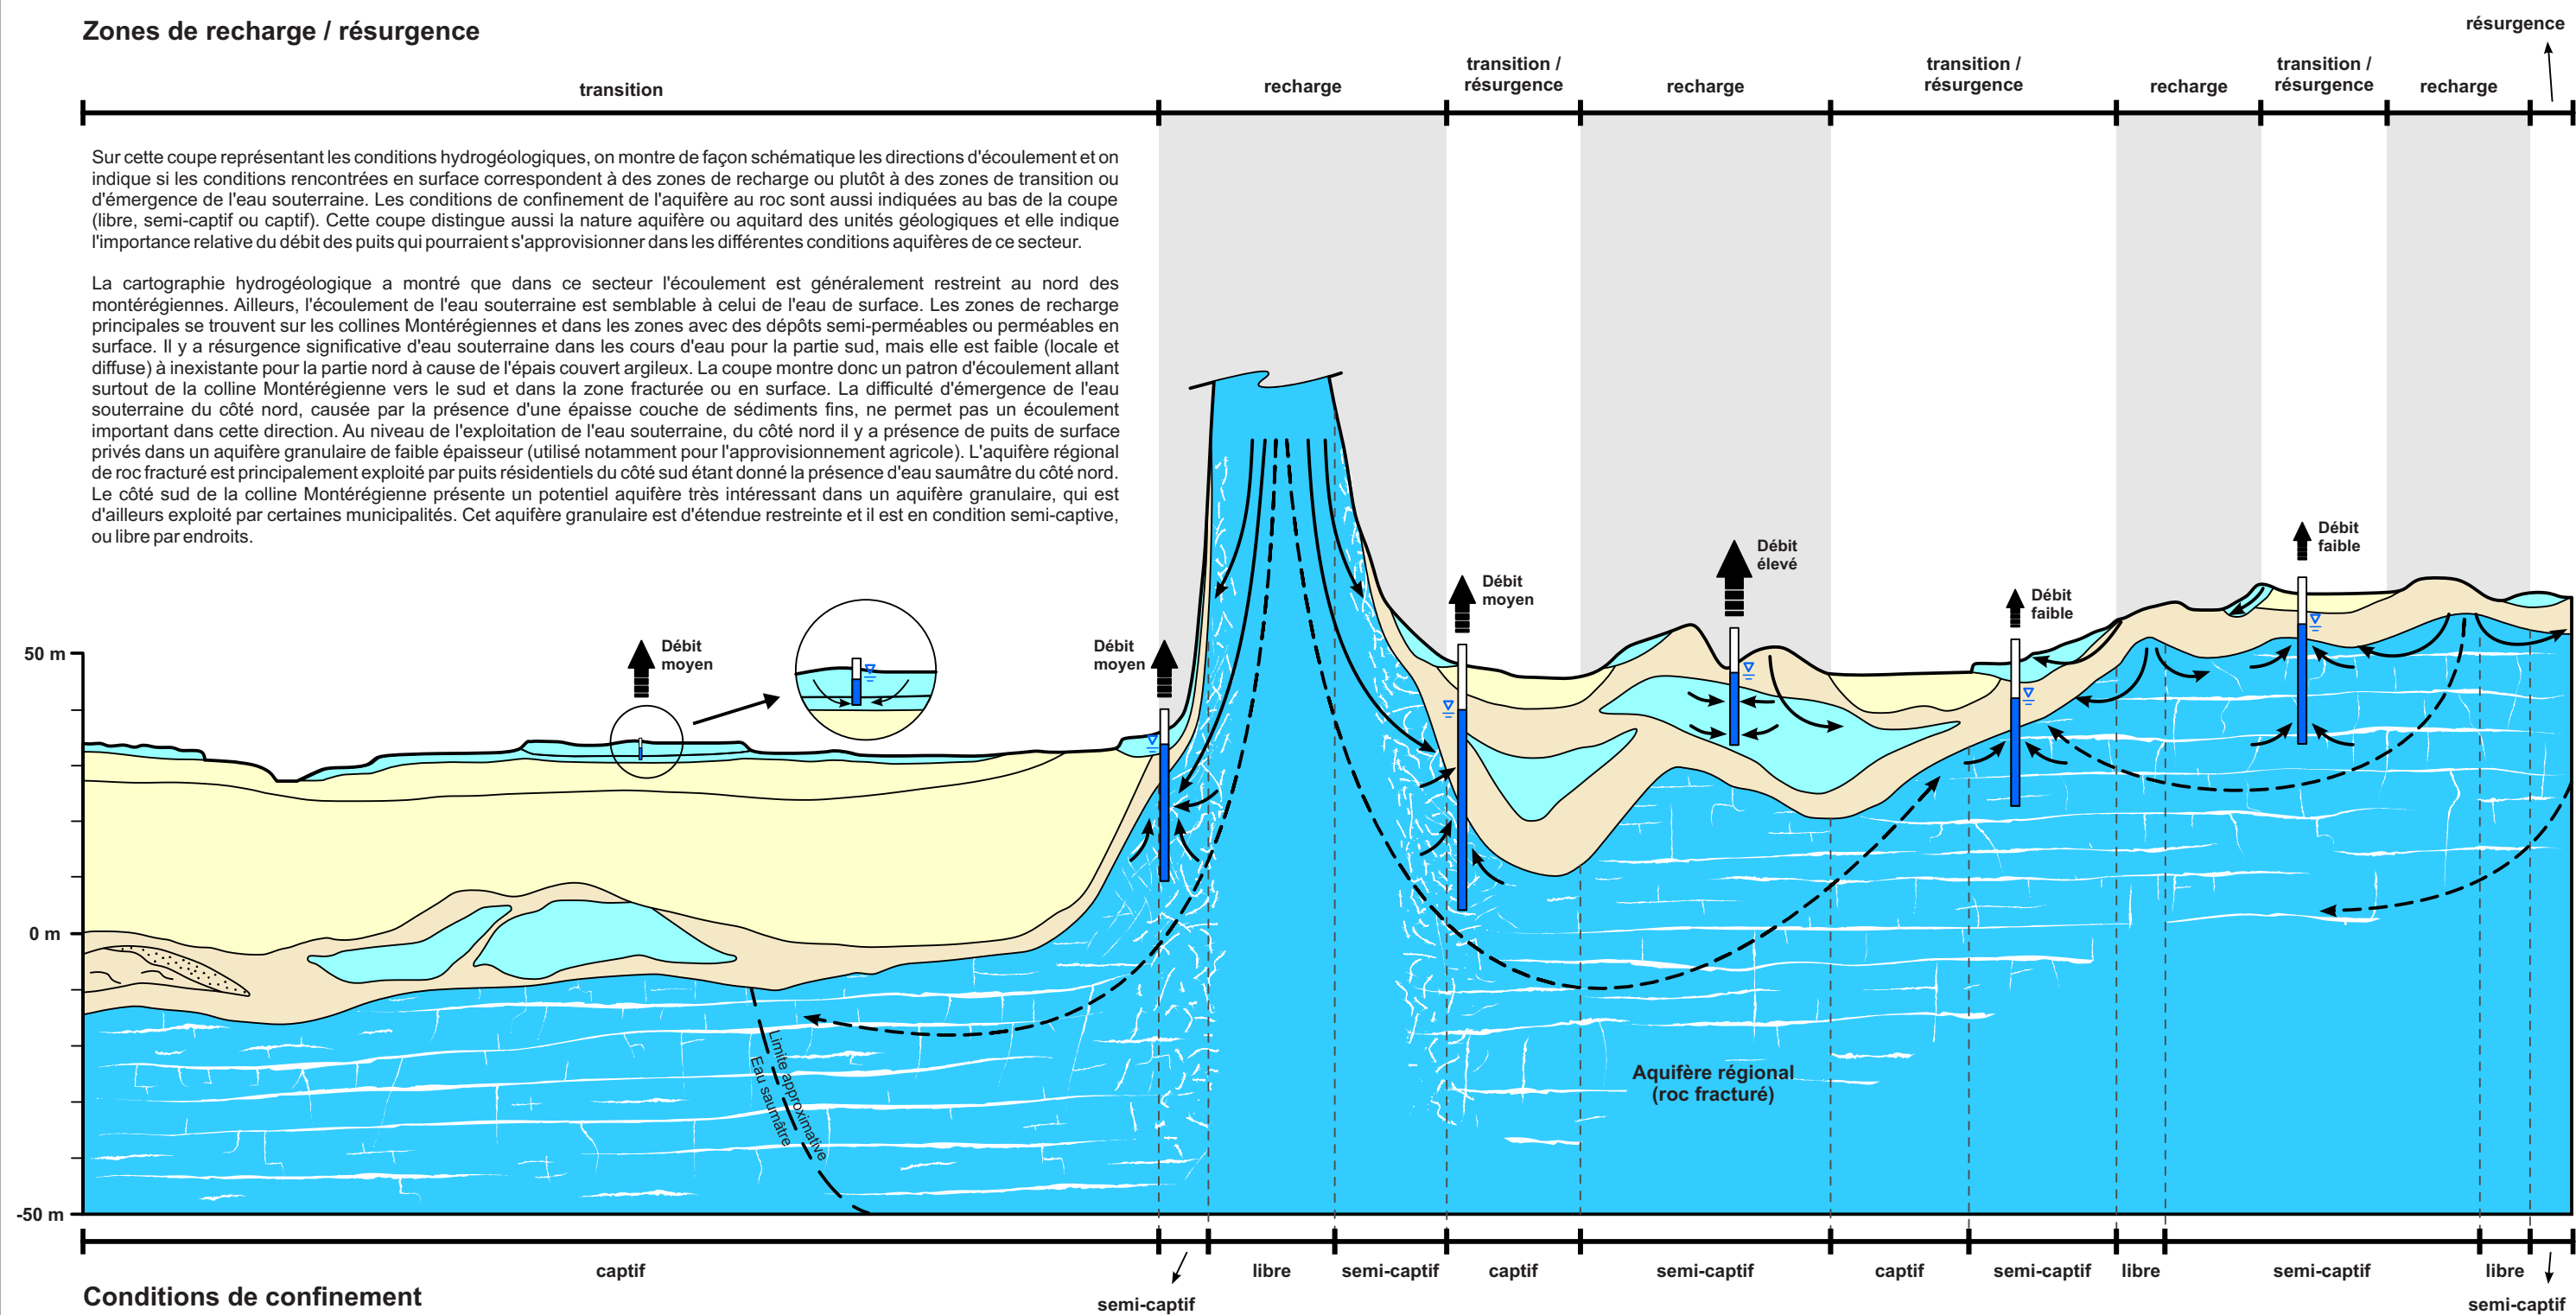 Zones de recharge / résurgence
résurgence
transition
recharge
transition /
résurgence
recharge
transition /
résurgence
recharge
transition /
résurgence
recharge
Sur cette coupe représentant les conditions hydrogéologiques, on montre de façon schématique les directions d'écoulement et on
indique si les conditions rencontrées en surface correspondent à des zones de recharge ou plutôt à des zones de transition ou
d'émergence de l'eau souterraine. Les conditions de confinement de l'aquifère au roc sont aussi indiquées au bas de la coupe
(libre, semi-captif ou captif). Cette coupe distingue aussi la nature aquifère ou aquitard des unités géologiques et elle indique
l'importance relative du débit des puits qui pourraient s'approvisionner dans les différentes conditions aquifères de ce secteur.
La cartographie hydrogéologique a montré que dans ce secteur l'écoulement est généralement restreint au nord des
montérégiennes. Ailleurs, l'écoulement de l'eau souterraine est semblable à celui de l'eau de surface. Les zones de recharge
principales se trouvent sur les collines Montérégiennes et dans les zones avec des dépôts semi-perméables ou perméables en
surface. Il y a résurgence significative d'eau souterraine dans les cours d'eau pour la partie sud, mais elle est faible (locale et
diffuse) à inexistante pour la partie nord à cause de l'épais couvert argileux. La coupe montre donc un patron d'écoulement allant
surtout de la colline Montérégienne vers le sud et dans la zone fracturée ou en surface. La difficulté d'émergence de l'eau
souterraine du côté nord, causée par la présence d'une épaisse couche de sédiments fins, ne permet pas un écoulement
important dans cette direction. Au niveau de l'exploitation de l'eau souterraine, du côté nord il y a présence de puits de surface
privés dans un aquifère granulaire de faible épaisseur (utilisé notamment pour l'approvisionnement agricole). L'aquifère régional
de roc fracturé est principalement exploité par puits résidentiels du côté sud étant donné la présence d'eau saumâtre du côté nord.
Le côté sud de la colline Montérégienne présente un potentiel aquifère très intéressant dans un aquifère granulaire, qui est
d'ailleurs exploité par certaines municipalités. Cet aquifère granulaire est d'étendue restreinte et il est en condition semi-captive,
ou libre par endroits.
Débit
moyen
Débit
moyen
Débit
moyen
Débit
élevé
Débit
faible
Débit
faible
50 m
0 m
-50 m
Limite approximative
Eau saumâtre
Aquifère régional
(roc fracturé)
captif
semi-captif
libre
semi-captif
captif
semi-captif
captif
semi-captif
libre
semi-captif
libre
semi-captif
Conditions de confinement